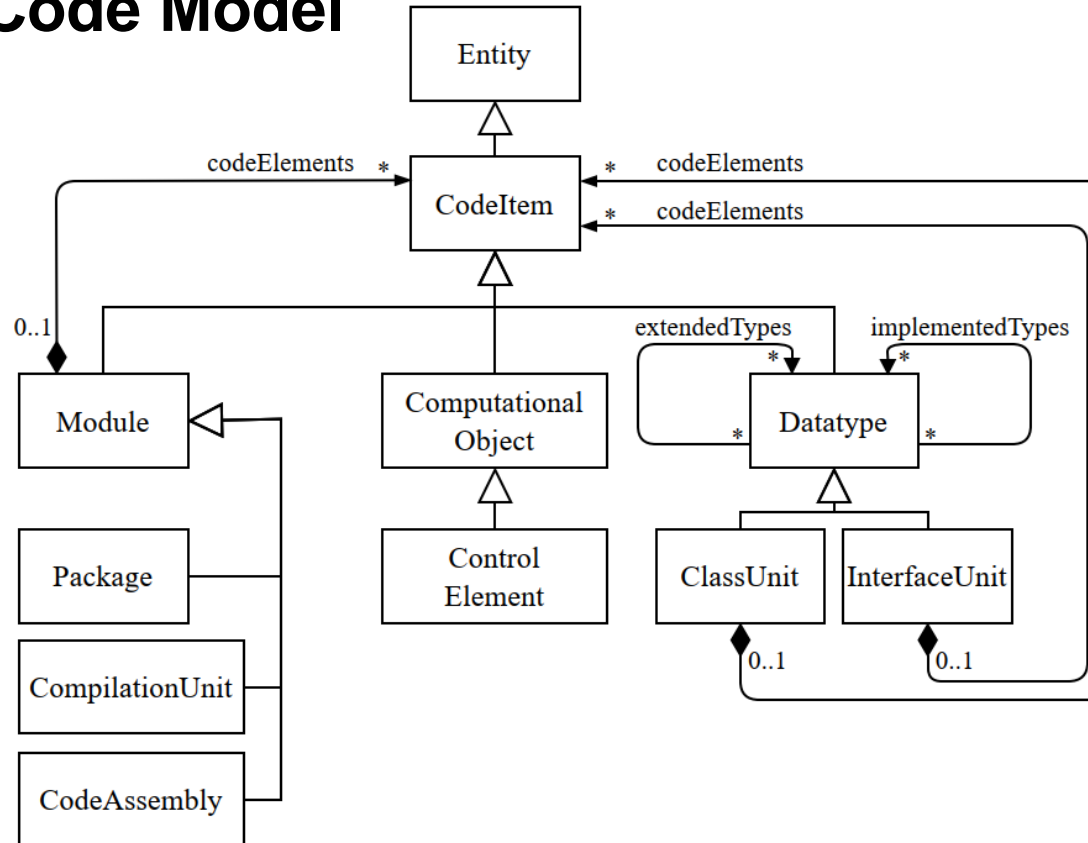 Code Model
Entity
codeElements *
* codeElements
CodeItem
* codeElements
0..1
extendedTypes
implementedTypes
*
*
Module
Computational
Object
Datatype
*
*
Package
Control
Element
ClassUnit
InterfaceUnit
0..1
0..1
CompilationUnit
CodeAssembly